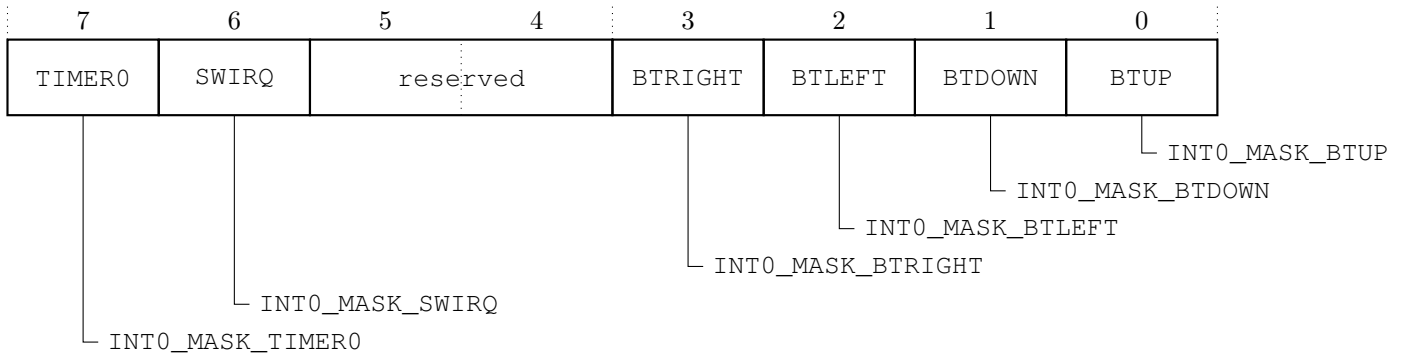 7 6 5 4 3 2 1 0
TIMER0 SWIRQ reserved BTRIGHT BTLEFT BTDOWN BTUP
INT0_MASK_BTUP
INT0_MASK_BTDOWN
INT0_MASK_BTLEFT
INT0_MASK_BTRIGHT
INT0_MASK_SWIRQ
INT0_MASK_TIMER0